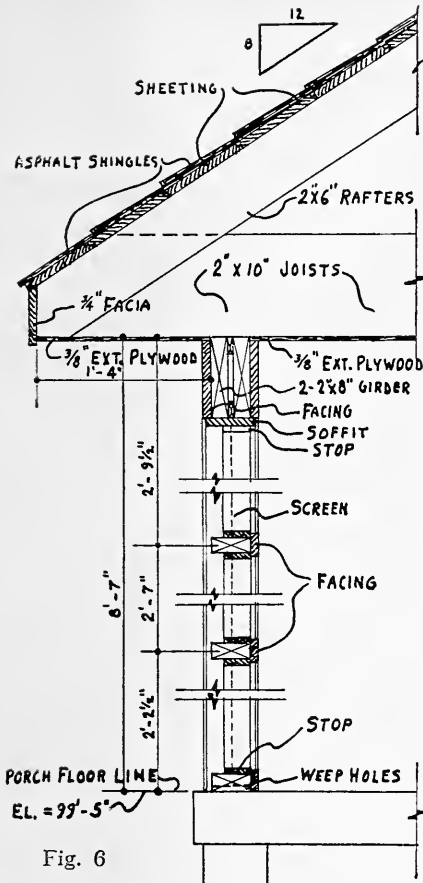 12
8
SHEETING
ASPHALT SHINGLES
2"x6" RAFTERS
2" x 10" JOISTS
3/4" FACIA
3/8" EXT. PLYWOOD
3/8" EXT. PLYWOOD
1'-4"
2-2"x8" GIRDER
FACING
SOFFIT
STOP
2'-9 1/2"
SCREEN
8'-7"
2'-7"
FACING
2'-2 1/2"
STOP
PORCH FLOOR LINE
WEEP HOLES
EL. = 99'-5"
Fig. 6